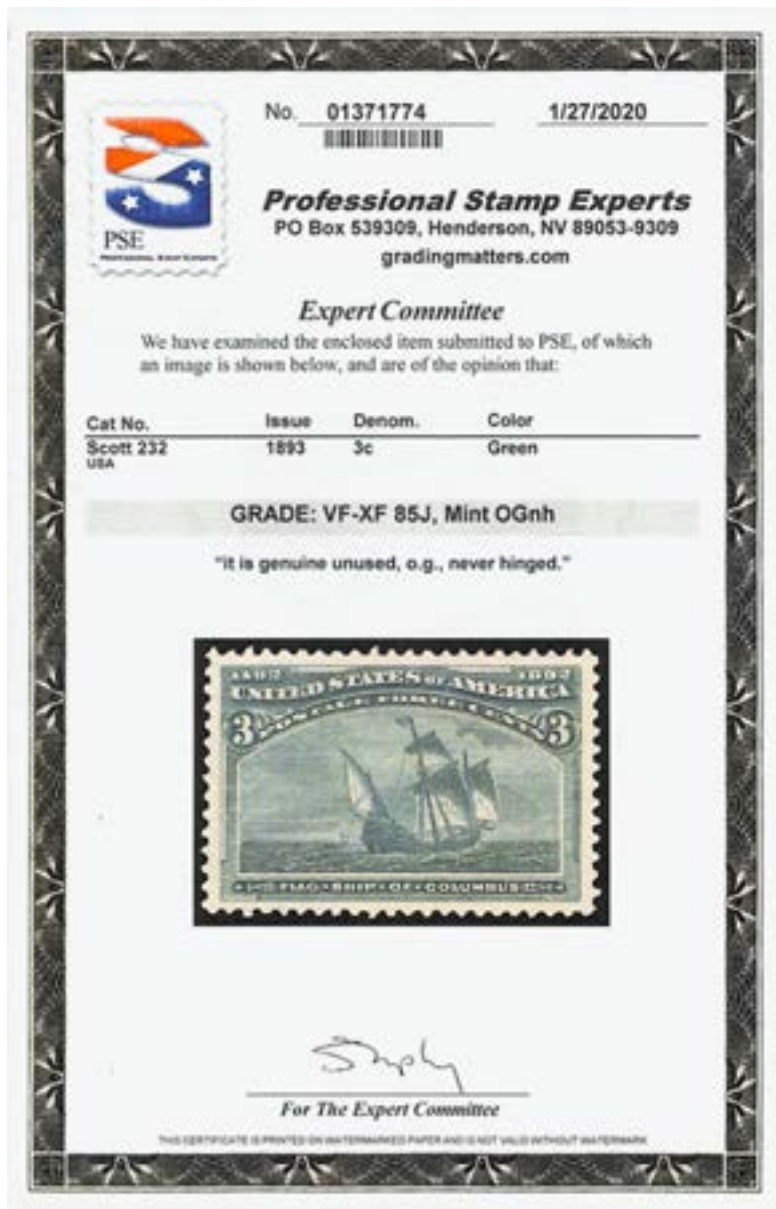 No. 01371774 1/27/2020
PSE
PROFESSIONAL STAMP EXPERTS
Professional Stamp Experts
PO Box 539309, Henderson, NV 89053-9309
gradingmatters.com
Expert Committee
We have examined the enclosed item submitted to PSE, of which
an image is shown below, and are of the opinion that:
Cat No. Issue Denom. Color
Scott 232 1893 3c Green
USA
GRADE: VF-XF 85J, Mint OGnh
"it is genuine unused, o.g., never hinged."
1492 1892
UNITED STATES OF AMERICA
3 POSTAGE THREE CENTS 3
FLAG·SHIP·OF·COLUMBUS
For The Expert Committee
THIS CERTIFICATE IS PRINTED ON WATERMARKED PAPER AND IS NOT VALID WITHOUT WATERMARK